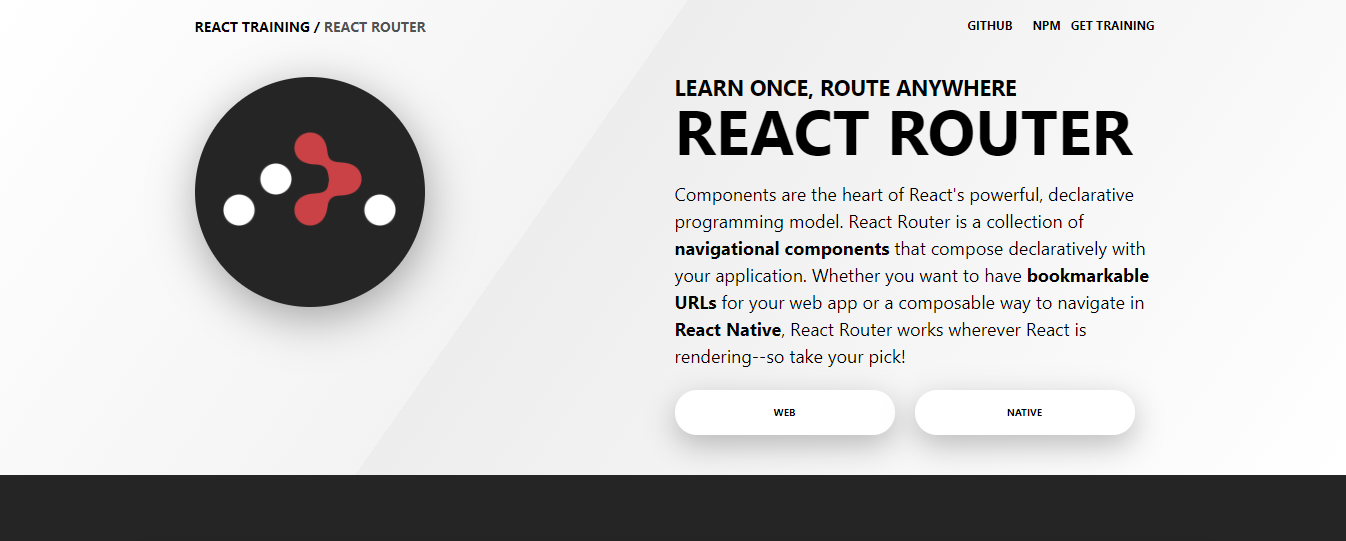 REACT TRAINING / REACT ROUTER
GITHUB NPM GET TRAINING
LEARN ONCE, ROUTE ANYWHERE
REACT ROUTER
Components are the heart of React's powerful, declarative
programming model. React Router is a collection of
navigational components that compose declaratively with
your application. Whether you want to have bookmarkable
URLs for your web app or a composable way to navigate in
React Native, React Router works wherever React is
rendering--so take your pick!
WEB
NATIVE